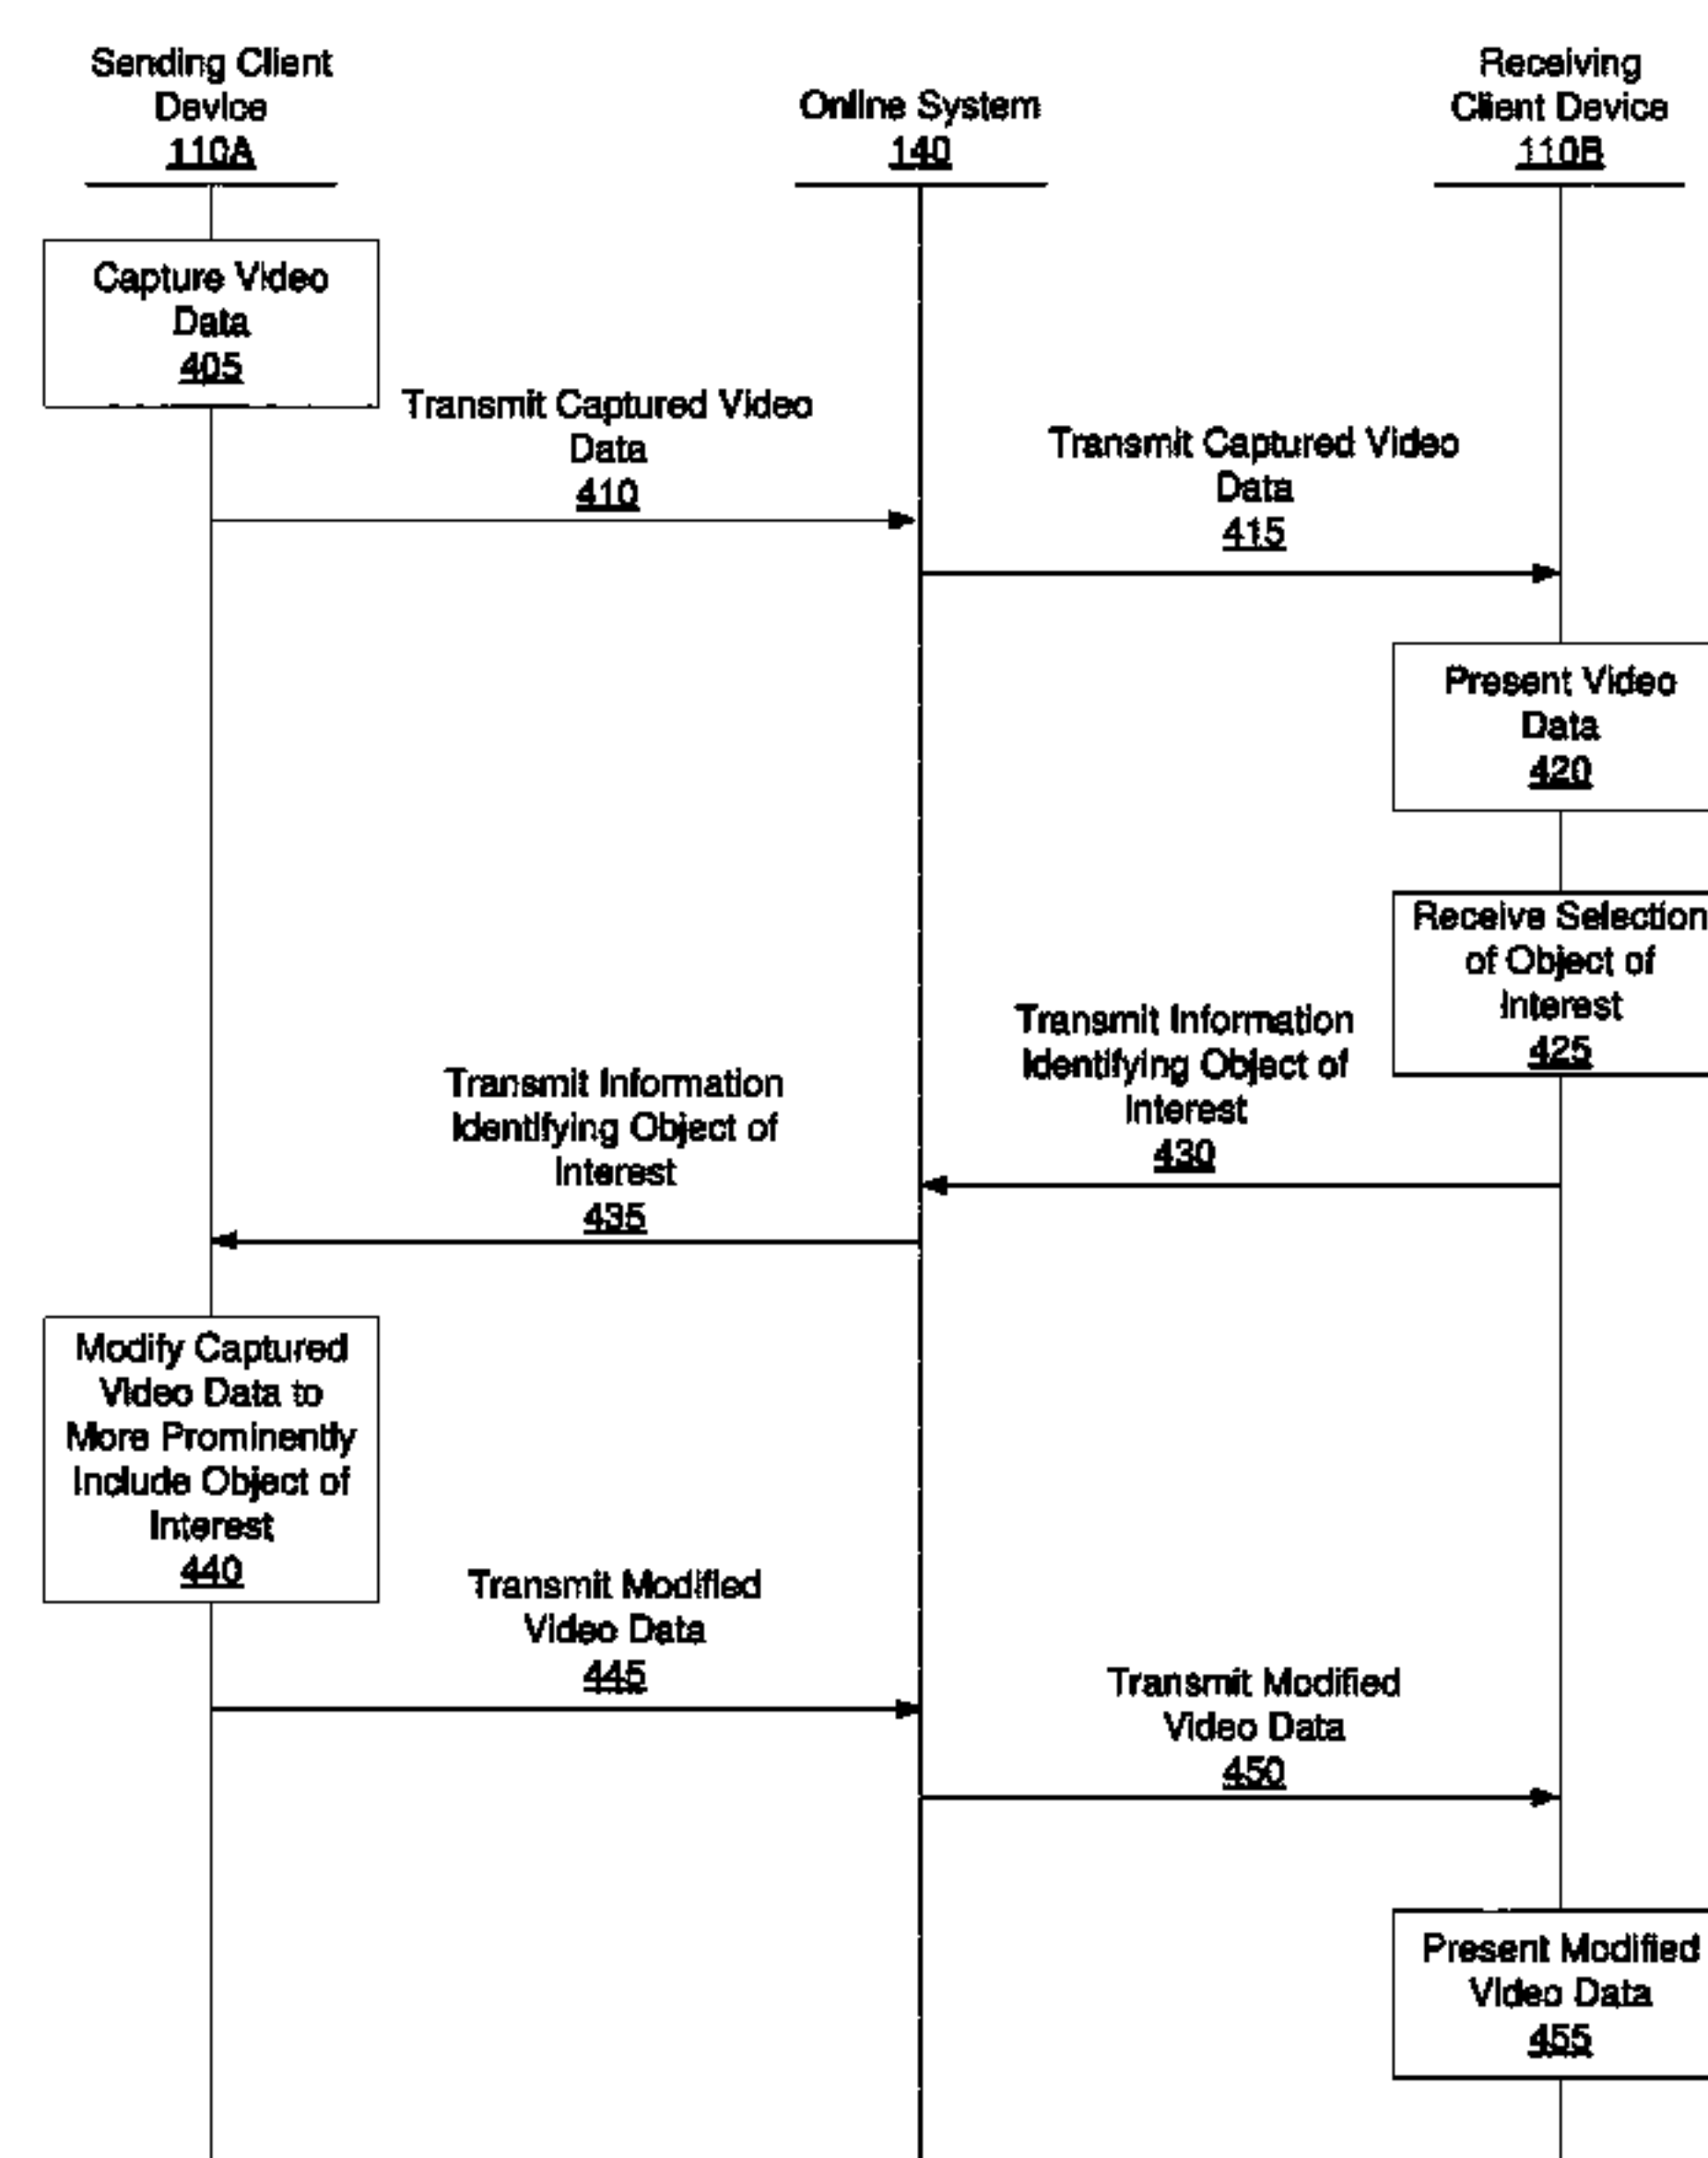 Sending Client
Device
110A
Online System
140
Receiving
Client Device
110B
Capture Video
Data
405
Transmit Captured Video
Data
410
Transmit Captured Video
Data
415
Present Video
Data
420
Receive Selection
of Object of
Interest
425
Transmit Information
Identifying Object of
Interest
430
Transmit Information
Identifying Object of
Interest
435
Modify Captured
Video Data to
More Prominently
Include Object of
Interest
440
Transmit Modified
Video Data
445
Transmit Modified
Video Data
450
Present Modified
Video Data
455